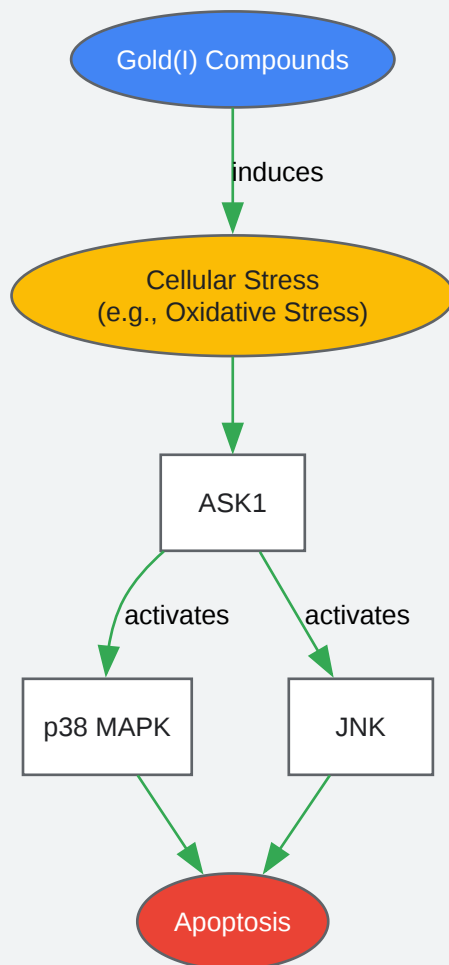 Gold(I) Compounds
induces
Cellular Stress
(e.g., Oxidative Stress)
ASK1
activates
activates
p38 MAPK
JNK
Apoptosis